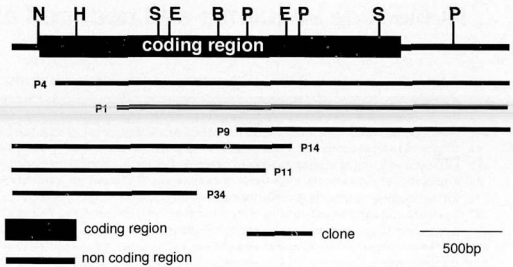 N H S E B P E P S P
coding region
P4
P1
P9
P14
P11
P34
coding region
clone
non coding region
500bp